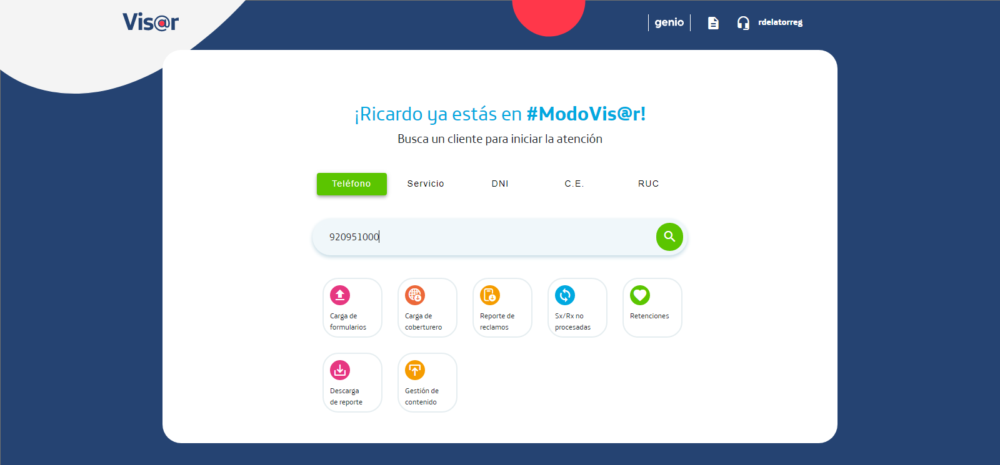 Vis@r
genio
rdelatorreg
¡Ricardo ya estás en #ModoVis@r!
Busca un cliente para iniciar la atención
Teléfono
Servicio
DNI
C.E.
RUC
920951000
Carga de
formularios
Carga de
coberturero
Reporte de
reclamos
Sx/Rx no
procesadas
Retenciones
Descarga
de reporte
Gestión de
contenido